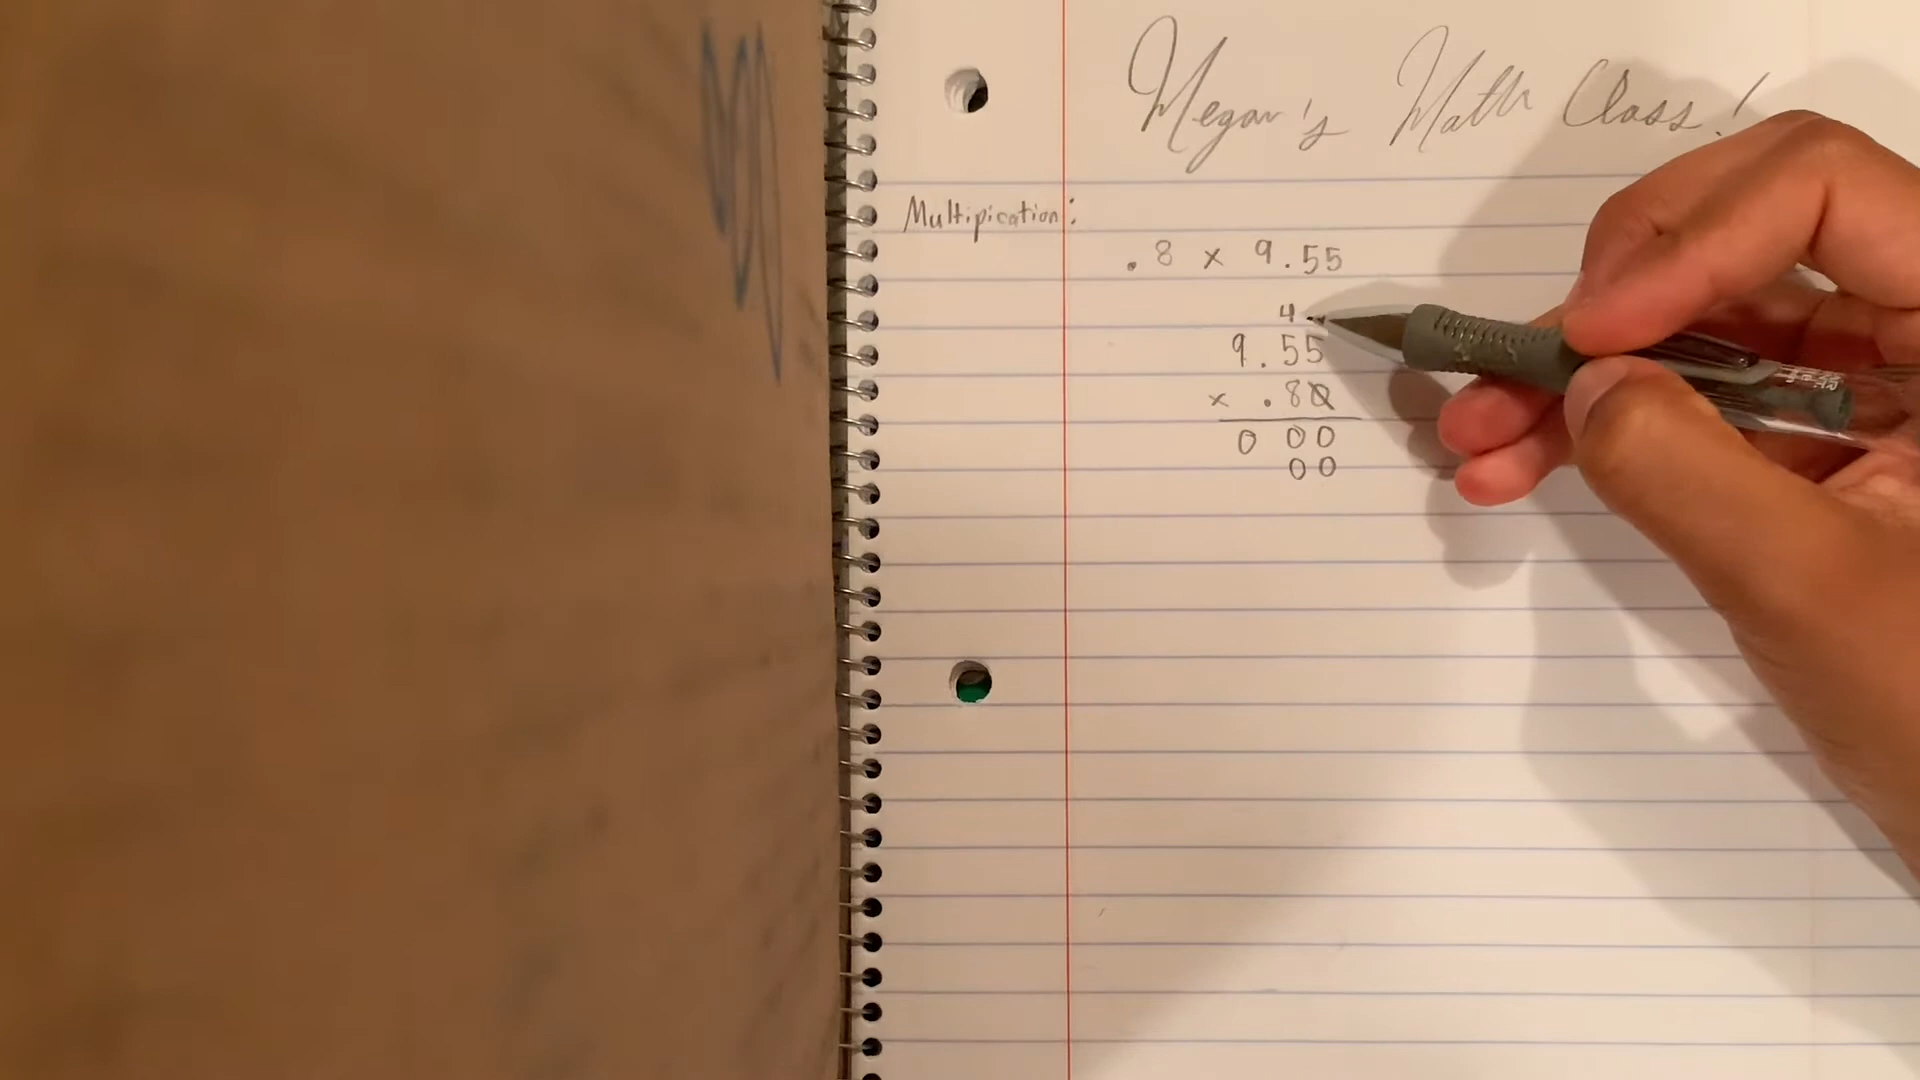 Megan's Math Class!
Multipication:
.8 x 9.55
4
9.55
x .80
0 00
00